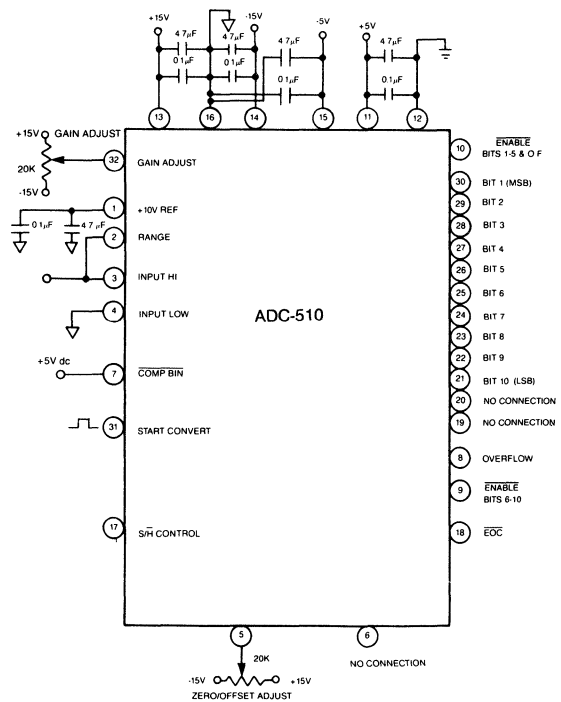 +15V
-15V
-5V
+5V
4 7µF
4 7µF
4 7µF
4 7µF
0 1µF
0 1µF
0 1µF
0 1µF
13
16
14
15
11
12
+15V
GAIN ADJUST
20K
-15V
32
GAIN ADJUST
1
+10V REF
0 1µF
4 7 µF
2
RANGE
3
INPUT HI
4
INPUT LOW
+5V dc
7
COMP BIN
31
START CONVERT
17
S/H CONTROL
ADC-510
10
ENABLE
BITS 1-5 & O F
30
BIT 1 (MSB)
29
BIT 2
28
BIT 3
27
BIT 4
26
BIT 5
25
BIT 6
24
BIT 7
23
BIT 8
22
BIT 9
21
BIT 10 (LSB)
20
NO CONNECTION
19
NO CONNECTION
8
OVERFLOW
9
ENABLE
BITS 6-10
18
EOC
5
6
20K
NO CONNECTION
-15V
+15V
ZERO/OFFSET ADJUST